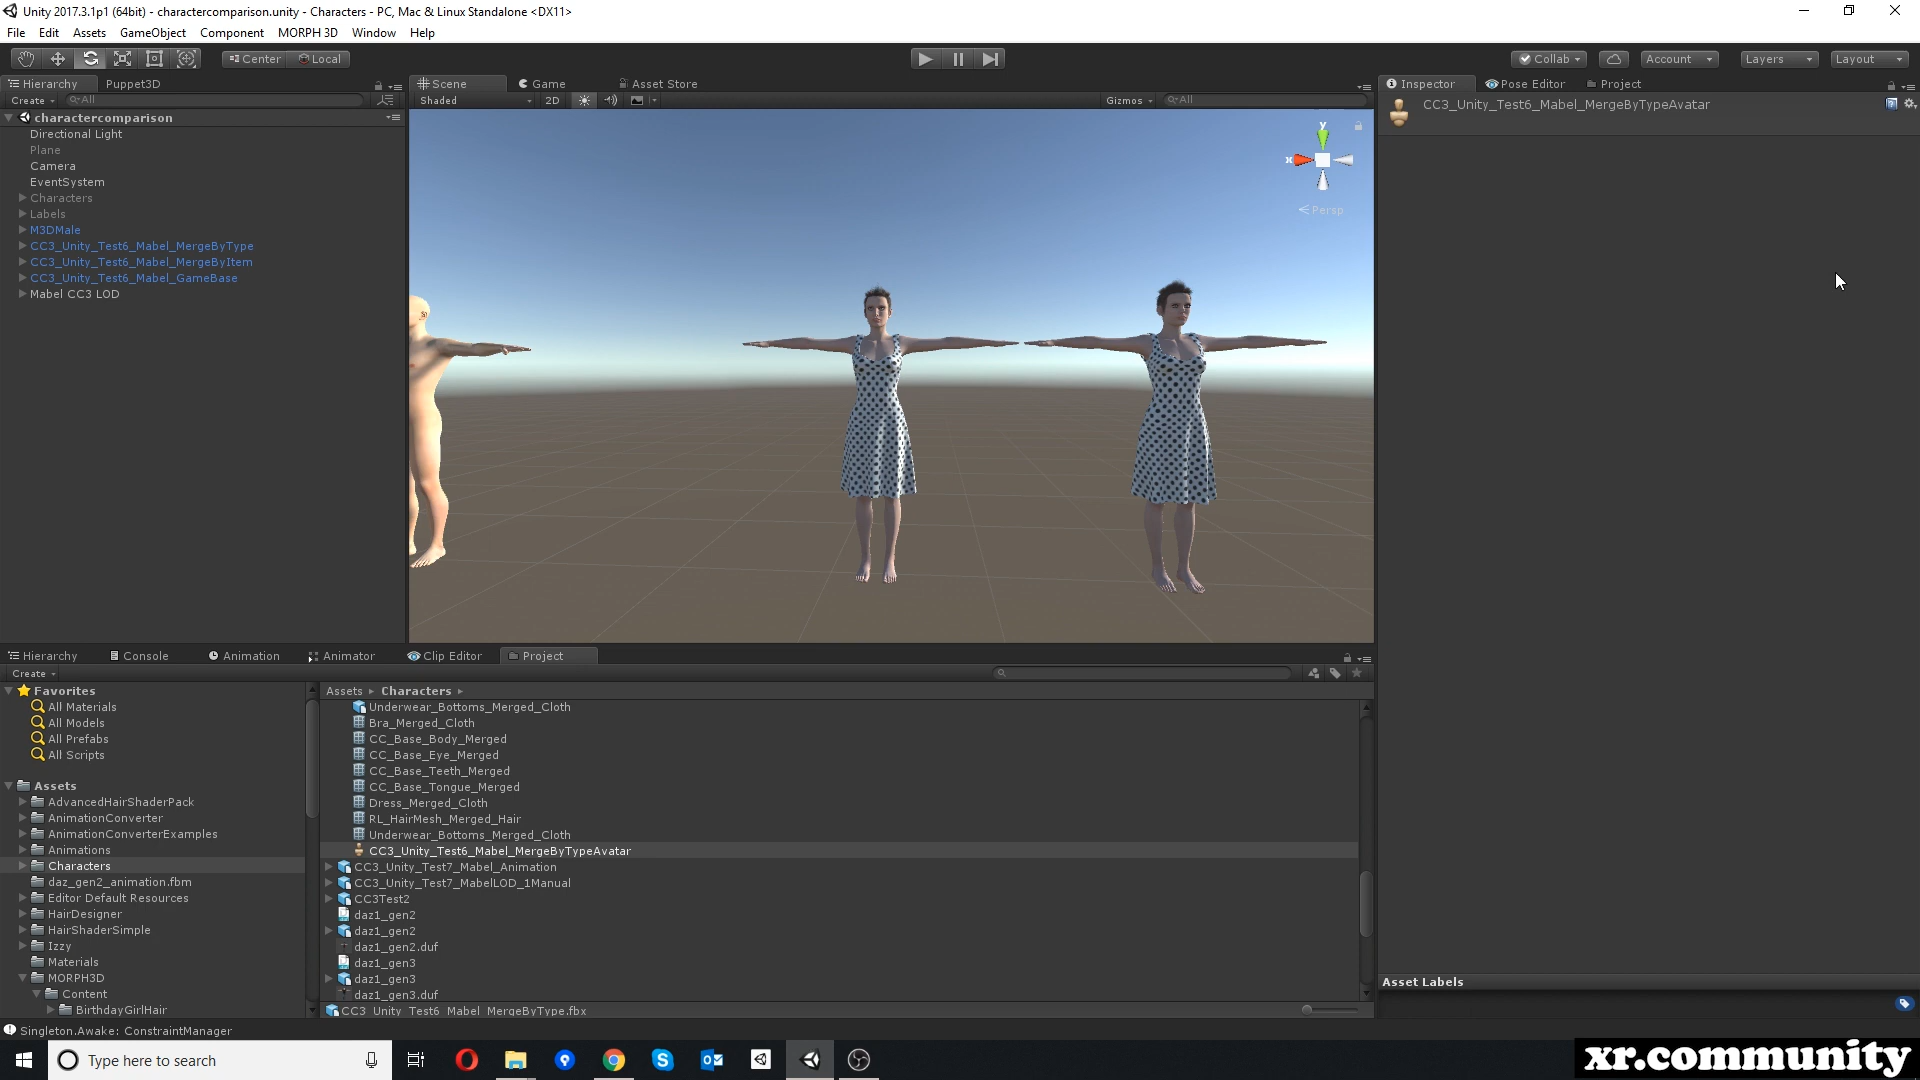 Unity 2017.3.1p1 (64bit) - charactercomparison.unity - Characters - PC, Mac & Linux Standalone <DX11>
File Edit Assets GameObject Component MORPH 3D Window Help
Center Local Collab Account Layers Layout
Hierarchy Puppet3D
Create All
charactercomparison
Directional Light
Plane
Camera
EventSystem
Characters
Labels
M3DMale
CC3_Unity_Test6_Mabel_MergeByType
CC3_Unity_Test6_Mabel_MergeByItem
CC3_Unity_Test6_Mabel_GameBase
Mabel CC3 LOD
Scene Game Asset Store
Shaded 2D Gizmos All
y
x
Persp
Inspector Pose Editor Project
CC3_Unity_Test6_Mabel_MergeByTypeAvatar
Asset Labels
Hierarchy Console Animation Animator Clip Editor Project
Create
Favorites
All Materials
All Models
All Prefabs
All Scripts
Assets
AdvancedHairShaderPack
AnimationConverter
AnimationConverterExamples
Animations
Characters
daz_gen2_animation.fbm
Editor Default Resources
HairDesigner
HairShaderSimple
Izzy
Materials
MORPH3D
Content
BirthdayGirlHair
Assets Characters
Underwear_Bottoms_Merged_Cloth
Bra_Merged_Cloth
CC_Base_Body_Merged
CC_Base_Eye_Merged
CC_Base_Teeth_Merged
CC_Base_Tongue_Merged
Dress_Merged_Cloth
RL_HairMesh_Merged_Hair
Underwear_Bottoms_Merged_Cloth
CC3_Unity_Test6_Mabel_MergeByTypeAvatar
CC3_Unity_Test7_Mabel_Animation
CC3_Unity_Test7_MabelLOD_1Manual
CC3Test2
daz1_gen2
daz1_gen2
daz1_gen2.duf
daz1_gen3
daz1_gen3
daz1_gen3.duf
CC3_Unity_Test6_Mabel_MergeByType.fbx
Singleton.Awake: ConstraintManager
Type here to search
xr.community